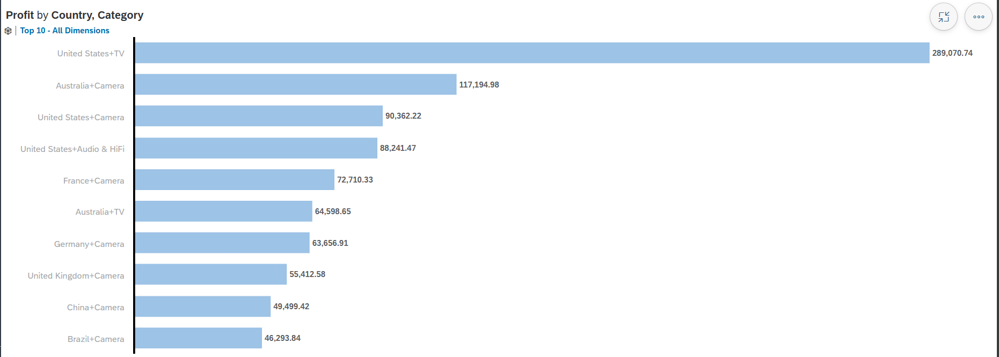 Profit by Country, Category
Top 10 - All Dimensions
United States+TV 289,070.74
Australia+Camera 117,194.98
United States+Camera 90,362.22
United States+Audio & HiFi 88,241.47
France+Camera 72,710.33
Australia+TV 64,598.65
Germany+Camera 63,656.91
United Kingdom+Camera 55,412.58
China+Camera 49,499.42
Brazil+Camera 46,293.84